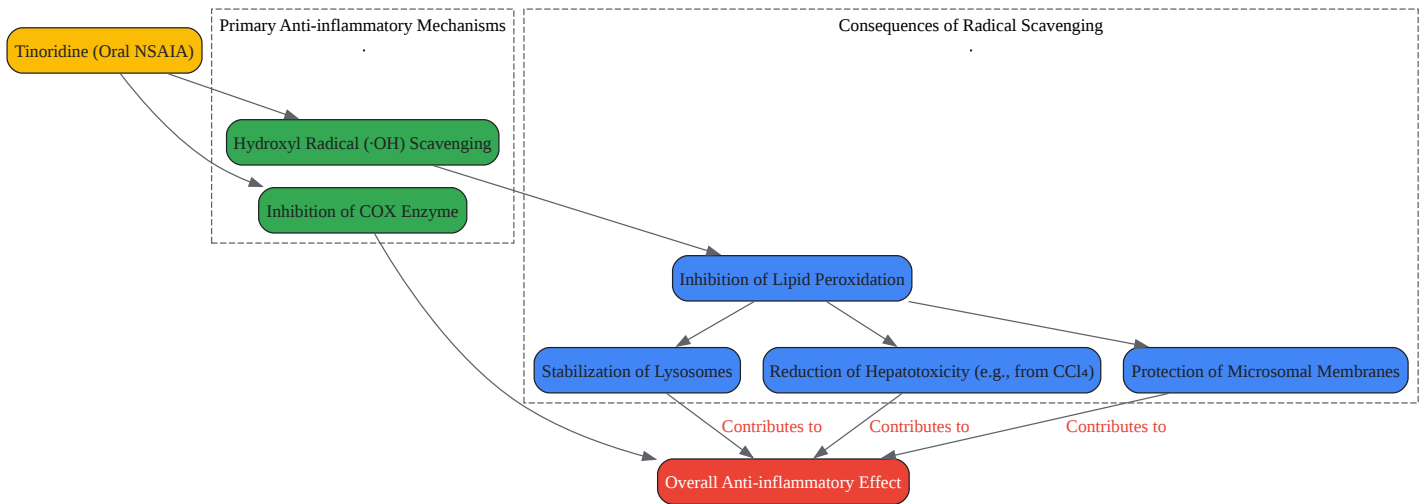 Primary Anti-inflammatory Mechanisms
Consequences of Radical Scavenging
Tinoridine (Oral NSAIA)
Hydroxyl Radical (·OH) Scavenging
Inhibition of COX Enzyme
Inhibition of Lipid Peroxidation
Stabilization of Lysosomes
Reduction of Hepatotoxicity (e.g., from CCl₄)
Protection of Microsomal Membranes
Contributes to
Contributes to
Contributes to
Overall Anti-inflammatory Effect